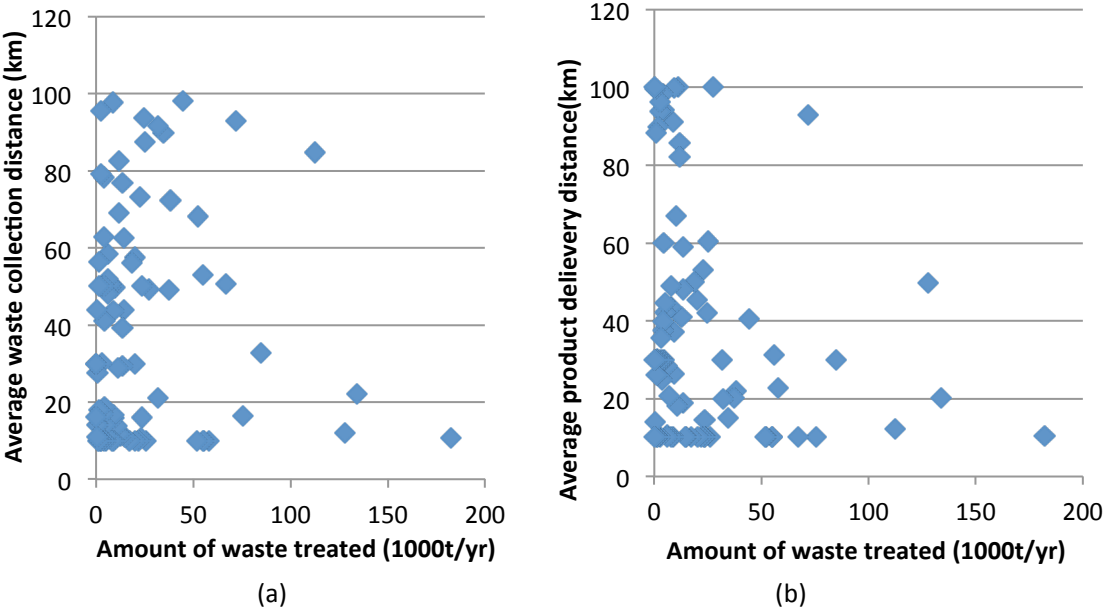 120
100
80
60
40
20
0
Average waste collection distance (km)
0 50 100 150 200
Amount of waste treated (1000t/yr)
(a)
120
100
80
60
40
20
0
Average product delievery distance(km)
0 50 100 150 200
Amount of waste treated (1000t/yr)
(b)